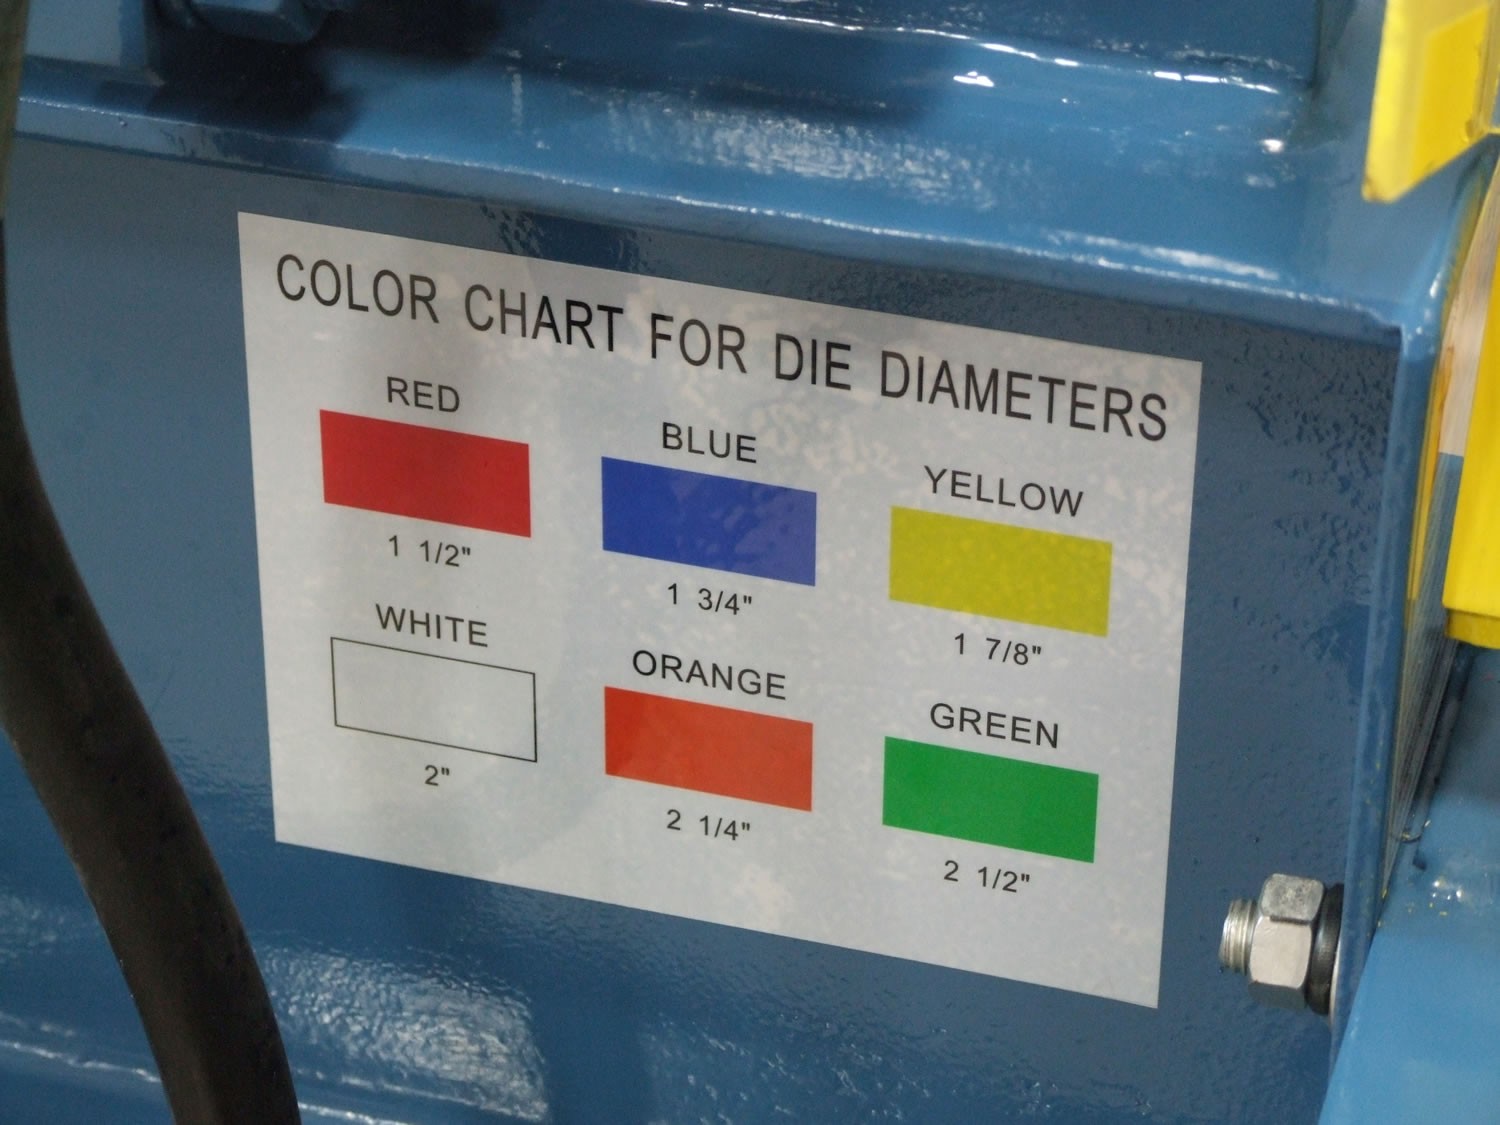 COLOR CHART FOR DIE DIAMETERS
RED
BLUE
YELLOW
1 1/2"
1 3/4"
1 7/8"
WHITE
ORANGE
GREEN
2"
2 1/4"
2 1/2"